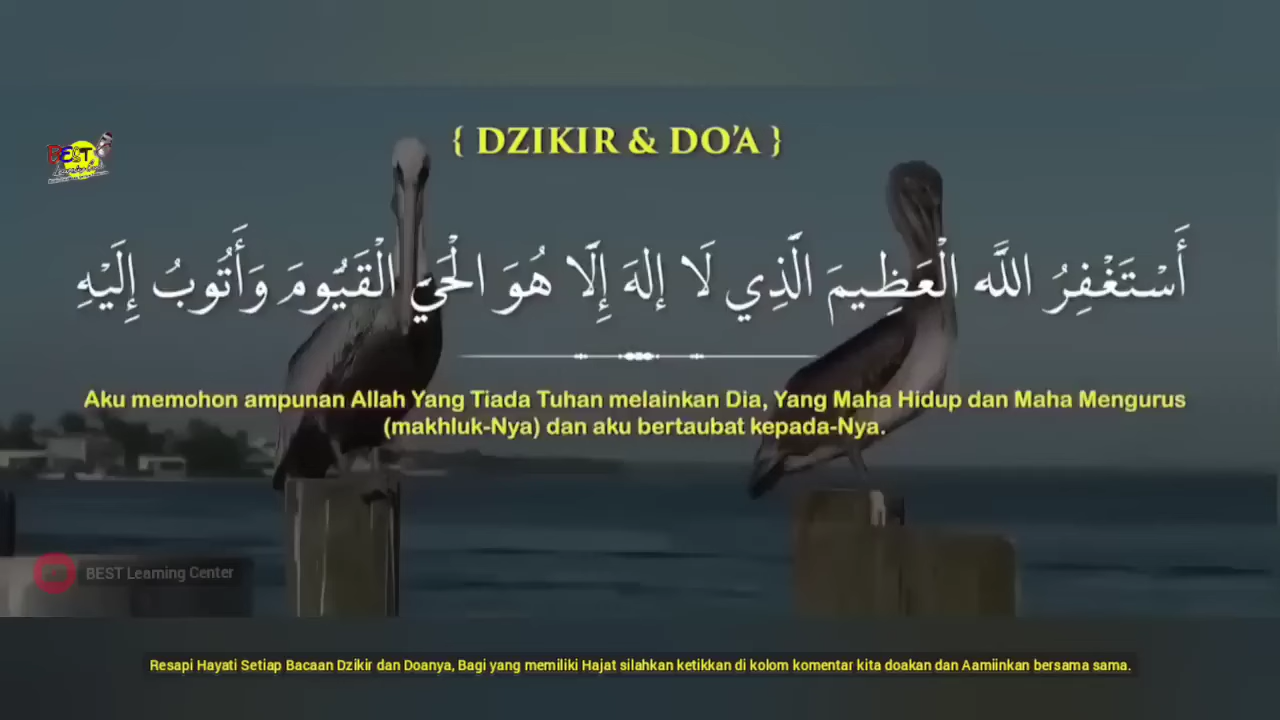 { DZIKIR & DO'A }
BEST
أَسْتَغْفِرُ اللَّه الْعَظِيمَ الَّذِي لَا إلهَ إِلَّا هُوَ الْحَيَّ الْقَيُّومَ وَأَتُوبُ إِلَيْهِ
Aku memohon ampunan Allah Yang Tiada Tuhan melainkan Dia, Yang Maha Hidup dan Maha Mengurus
(makhluk-Nya) dan aku bertaubat kepada-Nya.
BEST Learning Center
Resapi Hayati Setiap Bacaan Dzikir dan Doanya, Bagi yang memiliki Hajat silahkan ketikkan di kolom komentar kita doakan dan Aamiinkan bersama sama.